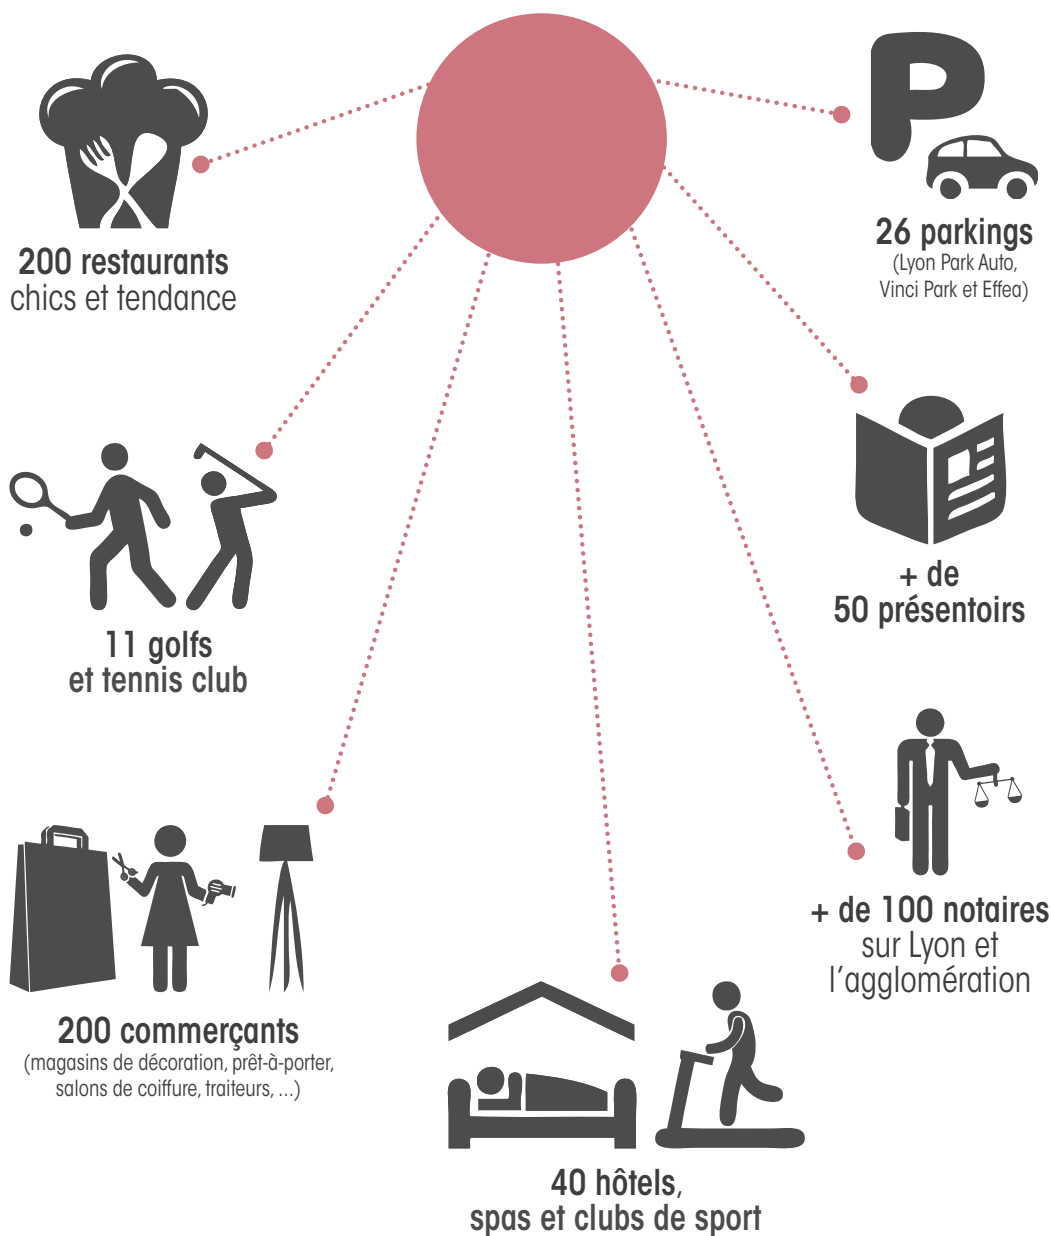 200 restaurants
chics et tendance
26 parkings
(Lyon Park Auto,
Vinci Park et Effea)
11 golfs
et tennis club
+ de
50 présentoirs
200 commerçants
(magasins de décoration, prêt-à-porter,
salons de coiffure, traiteurs, ...)
+ de 100 notaires
sur Lyon et
l’agglomération
40 hôtels,
spas et clubs de sport